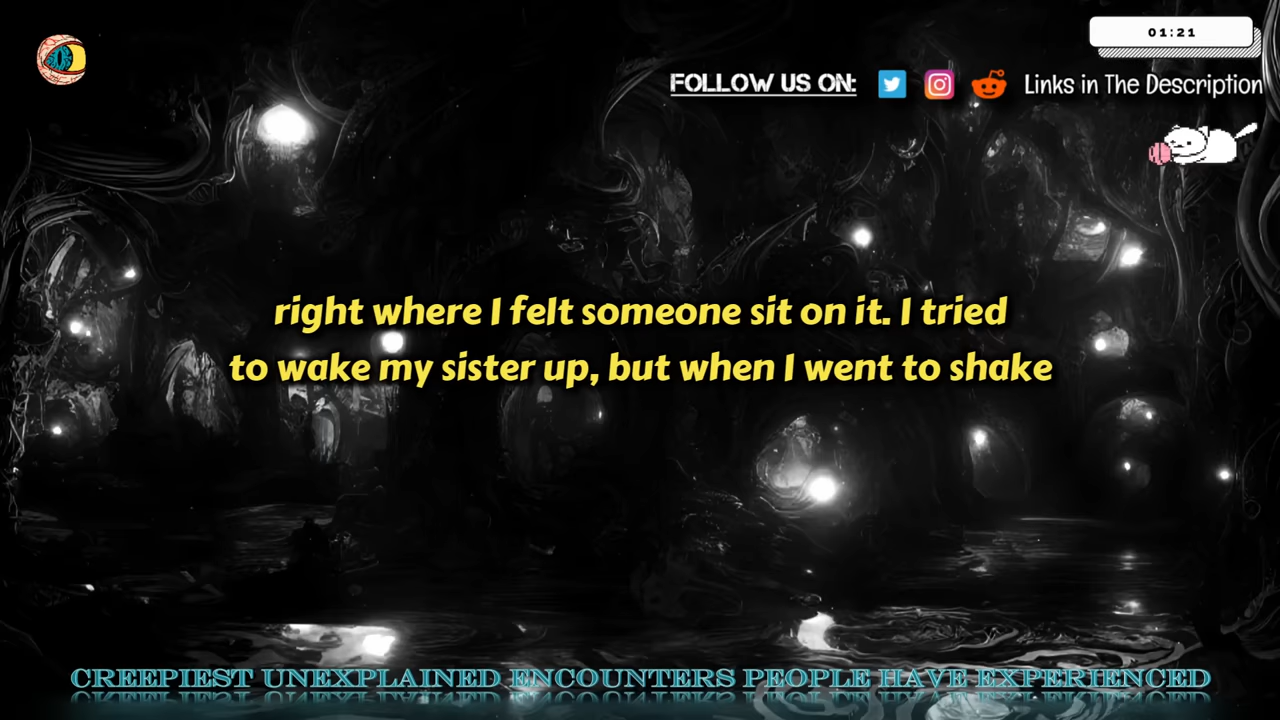 01:21
FOLLOW US ON: Links in The Description
right where I felt someone sit on it. I tried
to wake my sister up, but when I went to shake
CREEPIEST UNEXPLAINED ENCOUNTERS PEOPLE HAVE EXPERIENCED